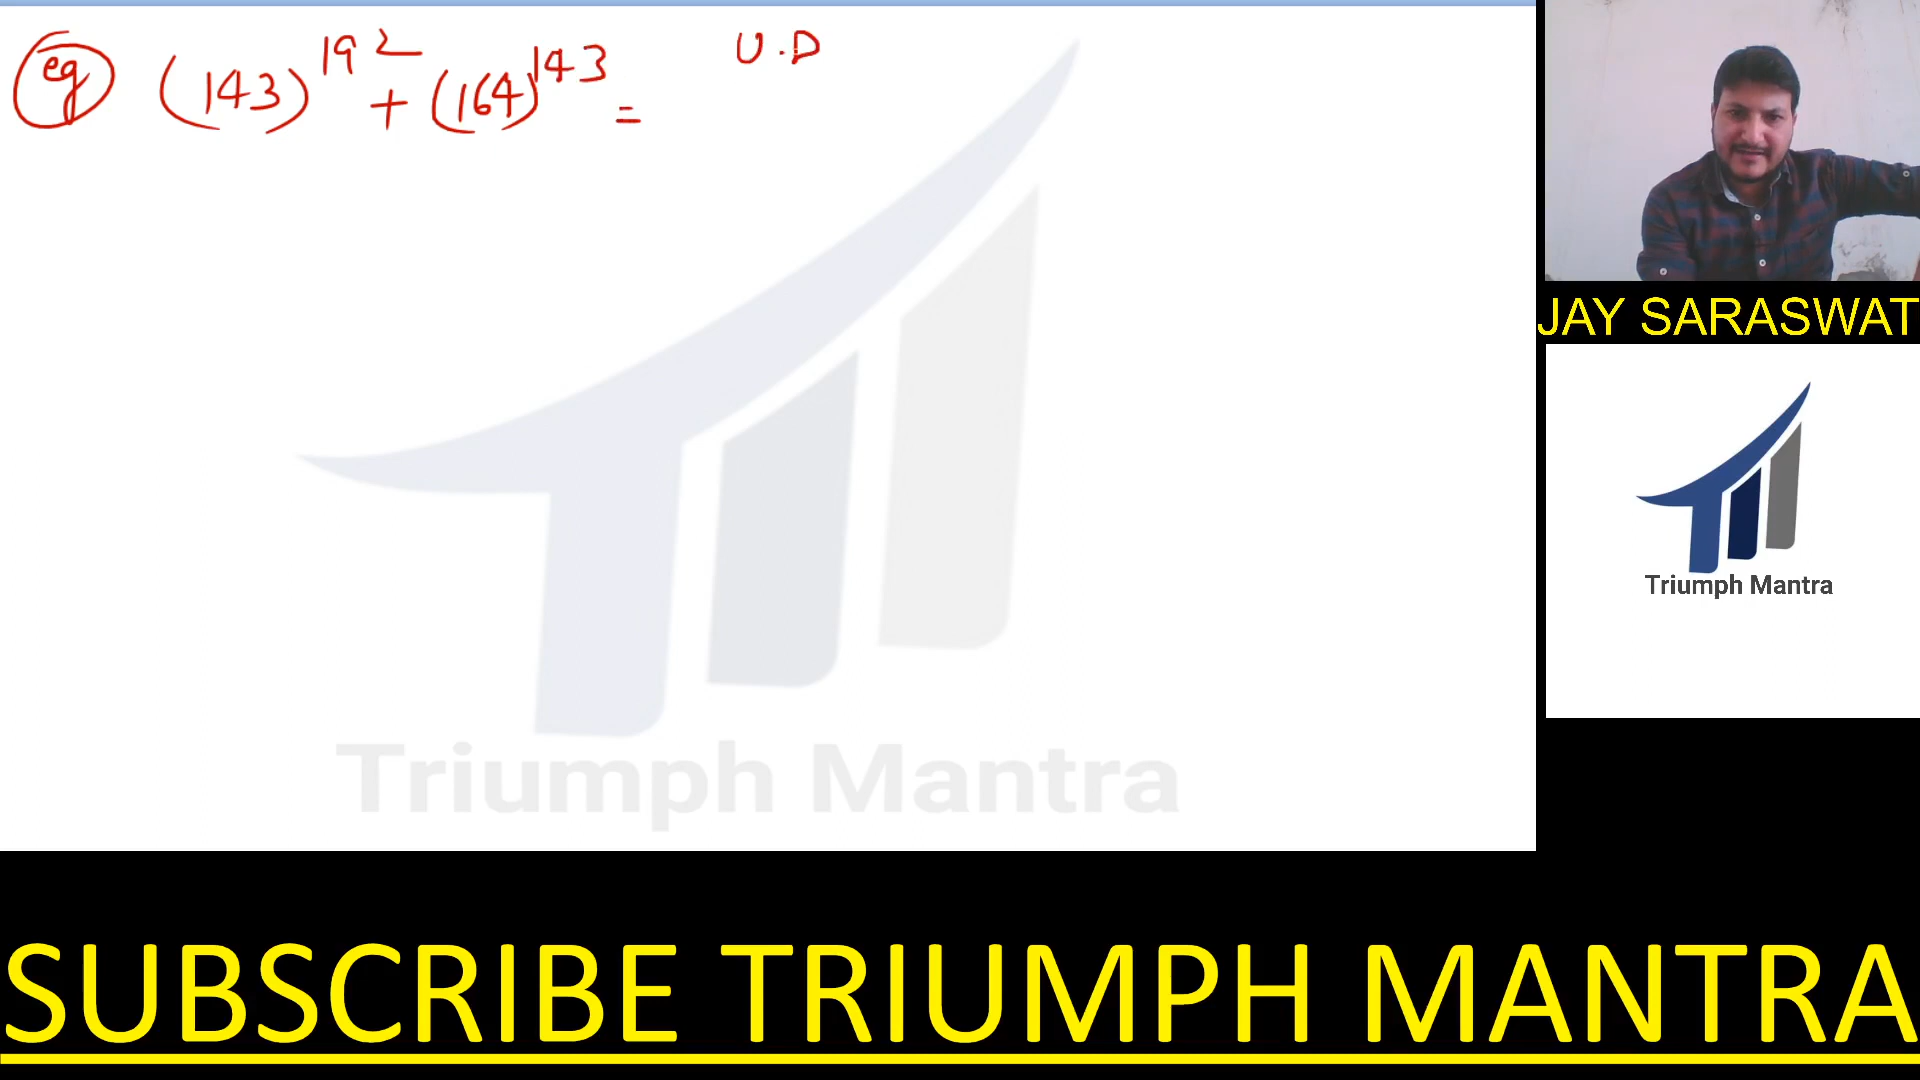 eg (143)^192 + (164)^143 = U.D
JAY SARASWAT
Triumph Mantra
Triumph Mantra
SUBSCRIBE TRIUMPH MANTRA